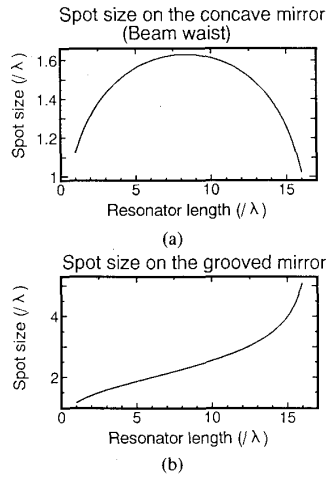 Spot size on the concave mirror
(Beam waist)
1.6
1.4
1.2
1
Spot size (/ λ)
0 5 10 15
Resonator length (/ λ)
(a)
Spot size on the grooved mirror
4
2
Spot size (/ λ)
0 5 10 15
Resonator length (/ λ)
(b)